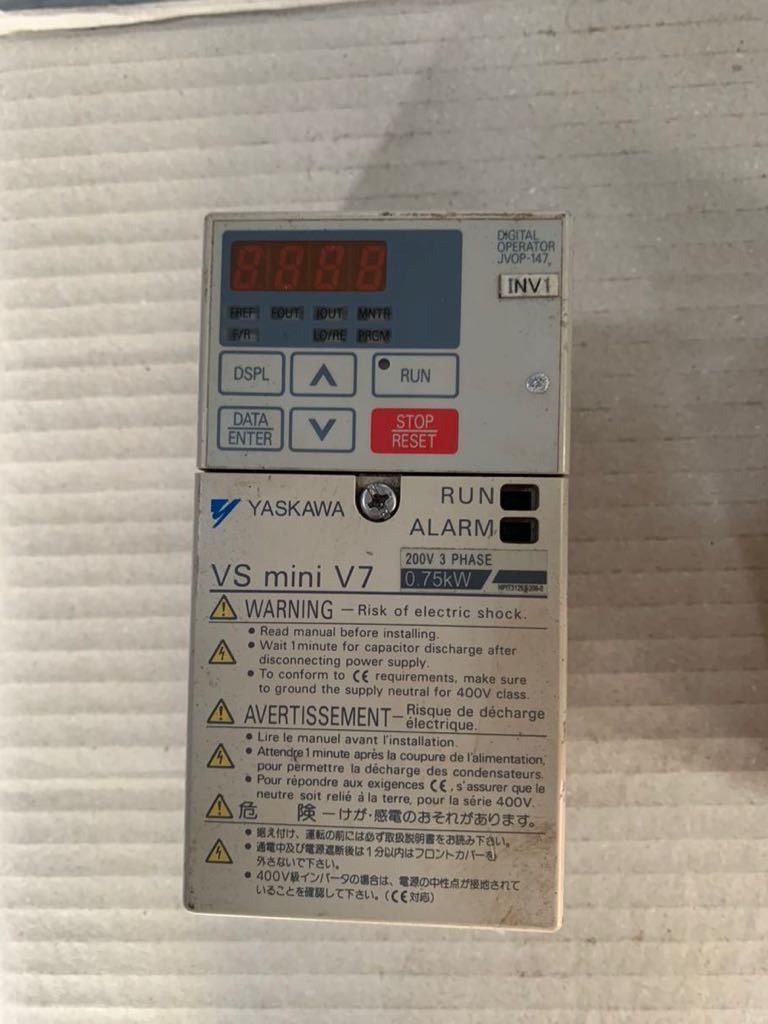 DIGITAL
OPERATOR
JVOP-147
INV1
8888
FREF FOUT IOUT MNTR
F/R LO/RE PRGM
DSPL
RUN
DATA
ENTER
STOP
RESET
YASKAWA
RUN
ALARM
VS mini V7
200V 3 PHASE
0.75kW
WARNING – Risk of electric shock.
● Read manual before installing.
● Wait 1 minute for capacitor discharge after
disconnecting power supply.
● To conform to CE requirements, make sure
to ground the supply neutral for 400V class.
AVERTISSEMENT – Risque de décharge
électrique.
● Lire le manuel avant l'installation.
● Attendre 1 minute après la coupure de l'alimentation,
pour permettre la décharge des condensateurs.
● Pour répondre aux exigences CE, s'assurer que le
neutre soit relié à la terre, pour la série 400V.
危 険 ーけが・感電のおそれがあります。
● 据え付け、運転の前には必ず取扱説明書をお読み下さい。
● 通電中及び電源遮断後は1分以内はフロントカバーを
外さないで下さい。
● 400V級インバータの場合は、電源の中性点が接地されて
いることを確認して下さい。(CE対応)